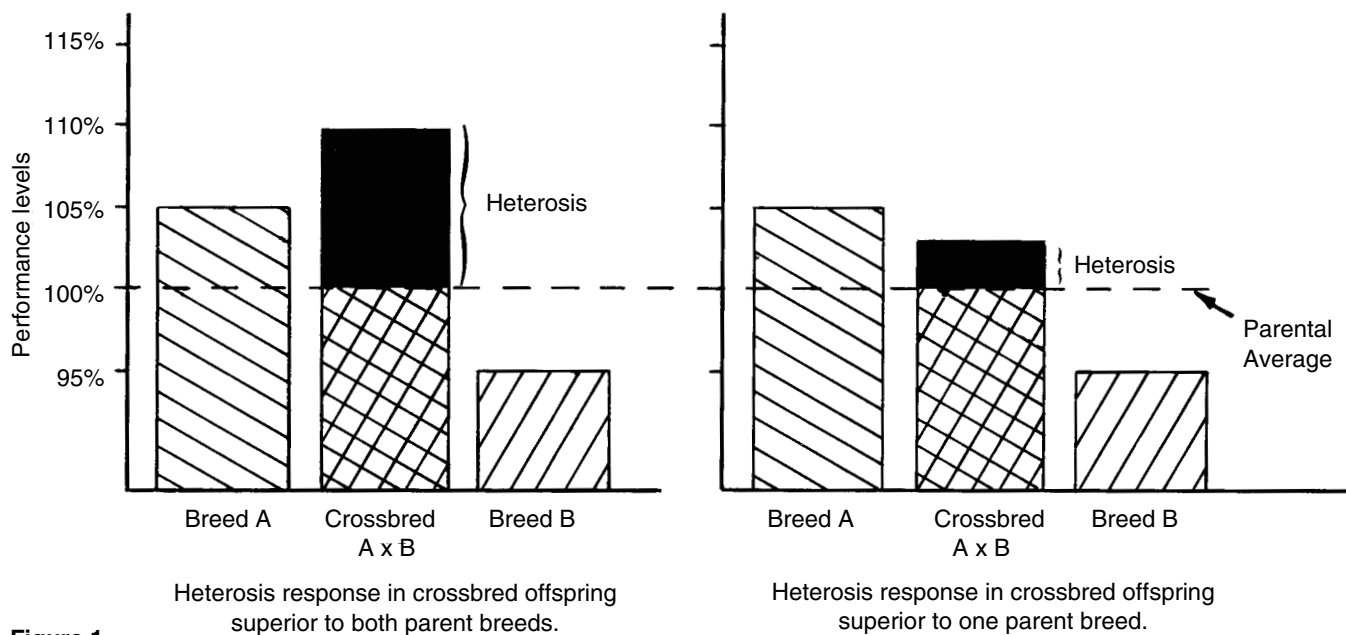 115%
110%
105%
100%
95%
Performance levels
Heterosis
Breed A
Crossbred
A x B
Breed B
Heterosis response in crossbred offspring
superior to both parent breeds.
Heterosis
Parental
Average
Breed A
Crossbred
A x B
Breed B
Heterosis response in crossbred offspring
superior to one parent breed.
Figure 1